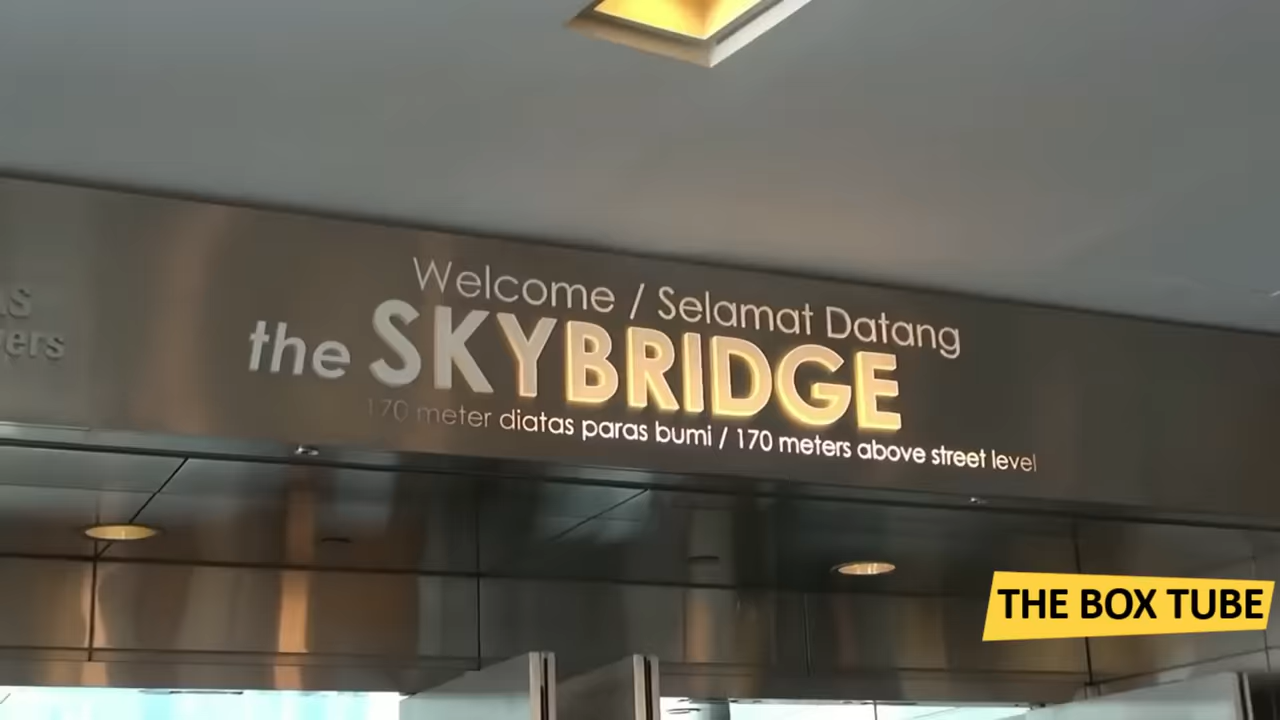 Welcome / Selamat Datang
the SKYBRIDGE
170 meter diatas paras bumi / 170 meters above street level
THE BOX TUBE